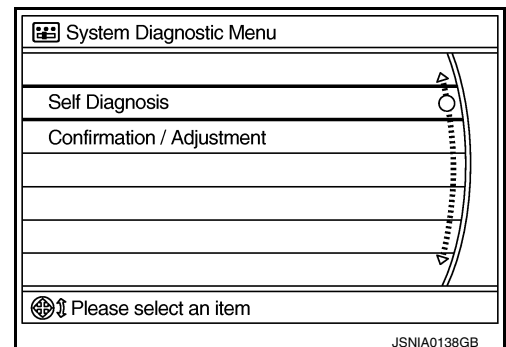 System Diagnostic Menu
Self Diagnosis
Confirmation / Adjustment
Please select an item
JSNIA0138GB